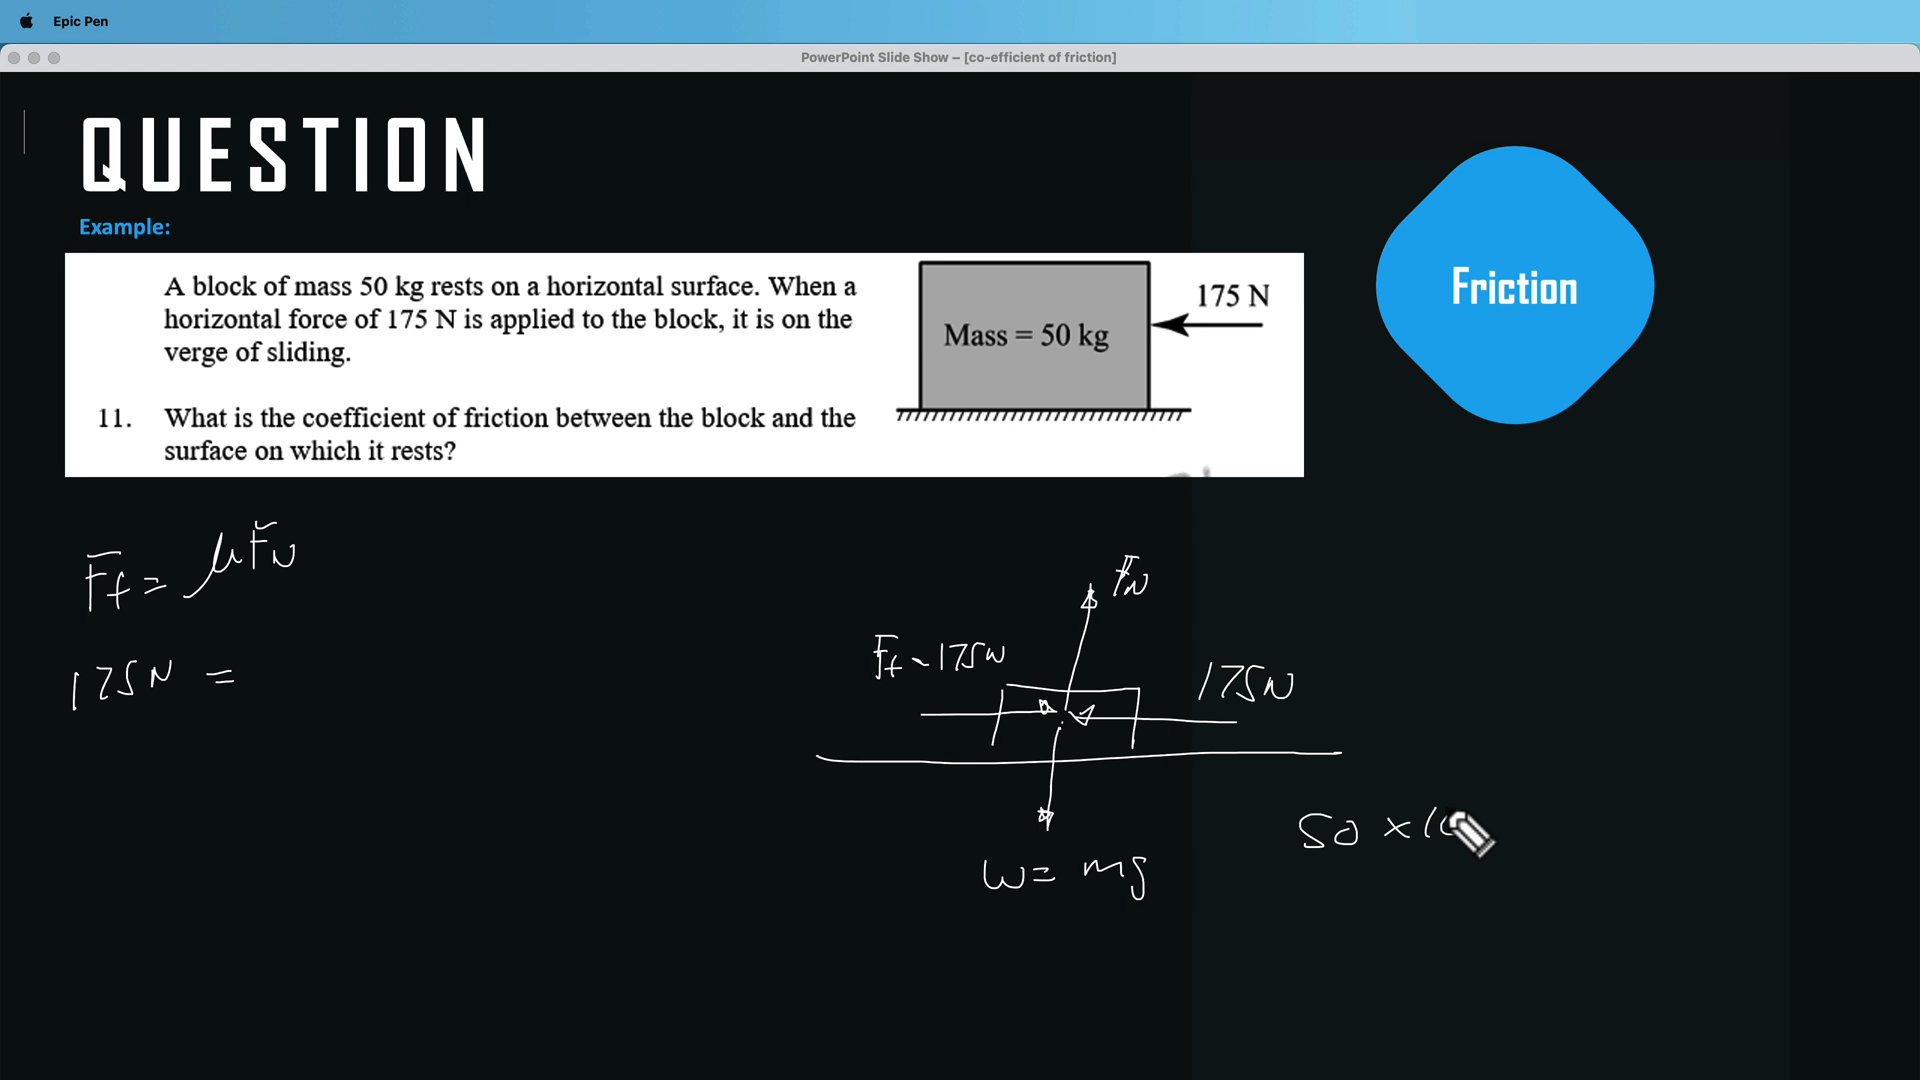 Epic Pen
PowerPoint Slide Show – [co-efficient of friction]
QUESTION
Example:
A block of mass 50 kg rests on a horizontal surface. When a
horizontal force of 175 N is applied to the block, it is on the
verge of sliding.
11. What is the coefficient of friction between the block and the
surface on which it rests?
Mass = 50 kg
175 N
Friction
Ff = μFN
175N =
FN
Ff ~ 175N
175N
W = mg
50 × 10